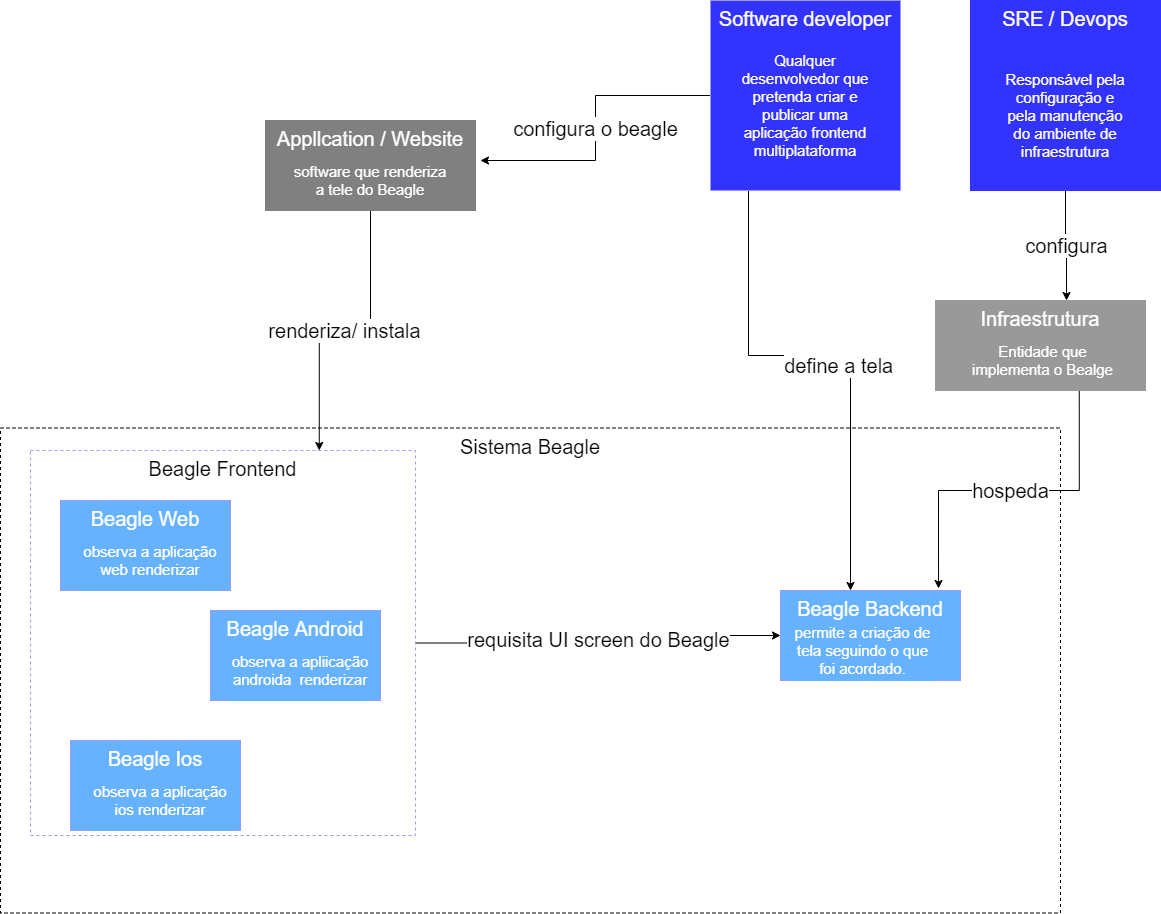 Software developer
Qualquer
desenvolvedor que
pretenda criar e
publicar uma
aplicação frontend
multiplataforma
SRE / Devops
Responsável pela
configuração e
pela manutenção
do ambiente de
infraestrutura
configura o beagle
Appllcation / Website
software que renderiza
a tele do Beagle
configura
Infraestrutura
Entidade que
implementa o Bealge
renderiza/ instala
define a tela
Sistema Beagle
Beagle Frontend
hospeda
Beagle Web
observa a aplicação
web renderizar
Beagle Android
observa a apliicação
androida  renderizar
requisita UI screen do Beagle
Beagle Backend
permite a criação de
tela seguindo o que
foi acordado.
Beagle Ios
observa a aplicação
ios renderizar